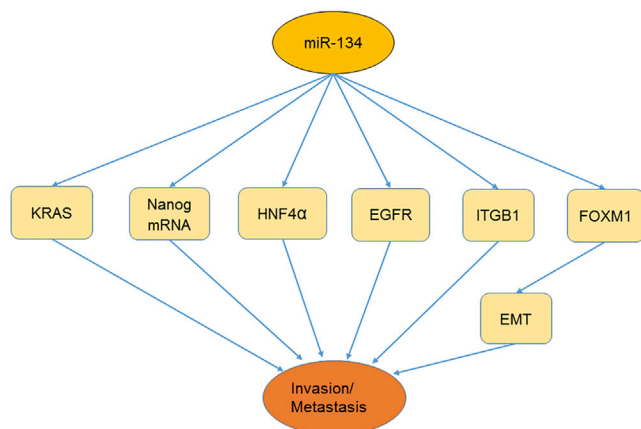 miR-134
KRAS
Nanog
mRNA
HNF4α
EGFR
ITGB1
FOXM1
EMT
Invasion/
Metastasis